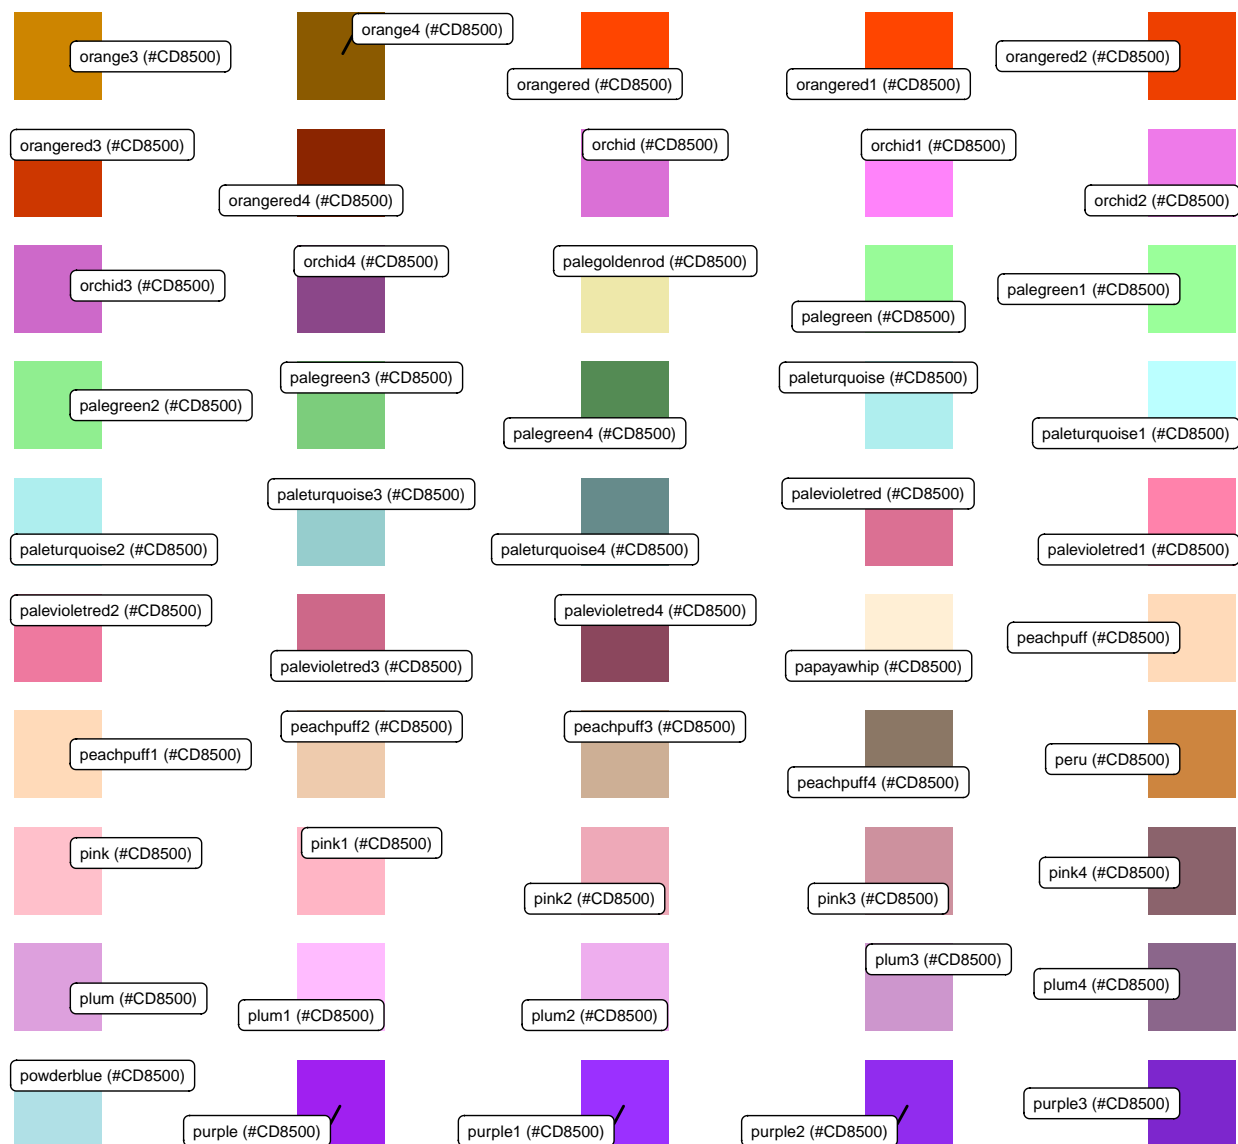 orange3 (#CD8500)
orange4 (#CD8500)
orangered (#CD8500)
orangered1 (#CD8500)
orangered2 (#CD8500)
orangered3 (#CD8500)
orangered4 (#CD8500)
orchid (#CD8500)
orchid1 (#CD8500)
orchid2 (#CD8500)
orchid3 (#CD8500)
orchid4 (#CD8500)
palegoldenrod (#CD8500)
palegreen (#CD8500)
palegreen1 (#CD8500)
palegreen2 (#CD8500)
palegreen3 (#CD8500)
palegreen4 (#CD8500)
paleturquoise (#CD8500)
paleturquoise1 (#CD8500)
paleturquoise2 (#CD8500)
paleturquoise3 (#CD8500)
paleturquoise4 (#CD8500)
palevioletred (#CD8500)
palevioletred1 (#CD8500)
palevioletred2 (#CD8500)
palevioletred3 (#CD8500)
palevioletred4 (#CD8500)
papayawhip (#CD8500)
peachpuff (#CD8500)
peachpuff1 (#CD8500)
peachpuff2 (#CD8500)
peachpuff3 (#CD8500)
peachpuff4 (#CD8500)
peru (#CD8500)
pink (#CD8500)
pink1 (#CD8500)
pink2 (#CD8500)
pink3 (#CD8500)
pink4 (#CD8500)
plum (#CD8500)
plum1 (#CD8500)
plum2 (#CD8500)
plum3 (#CD8500)
plum4 (#CD8500)
powderblue (#CD8500)
purple (#CD8500)
purple1 (#CD8500)
purple2 (#CD8500)
purple3 (#CD8500)